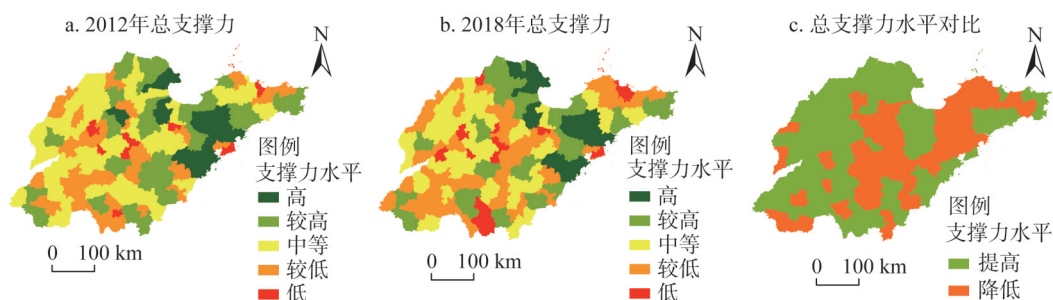 a. 2012年总支撑力
N
图例
支撑力水平
高
较高
中等
较低
低
0 100 km
b. 2018年总支撑力
N
图例
支撑力水平
高
较高
中等
较低
低
0 100 km
c. 总支撑力水平对比
N
图例
支撑力水平
提高
降低
0 100 km